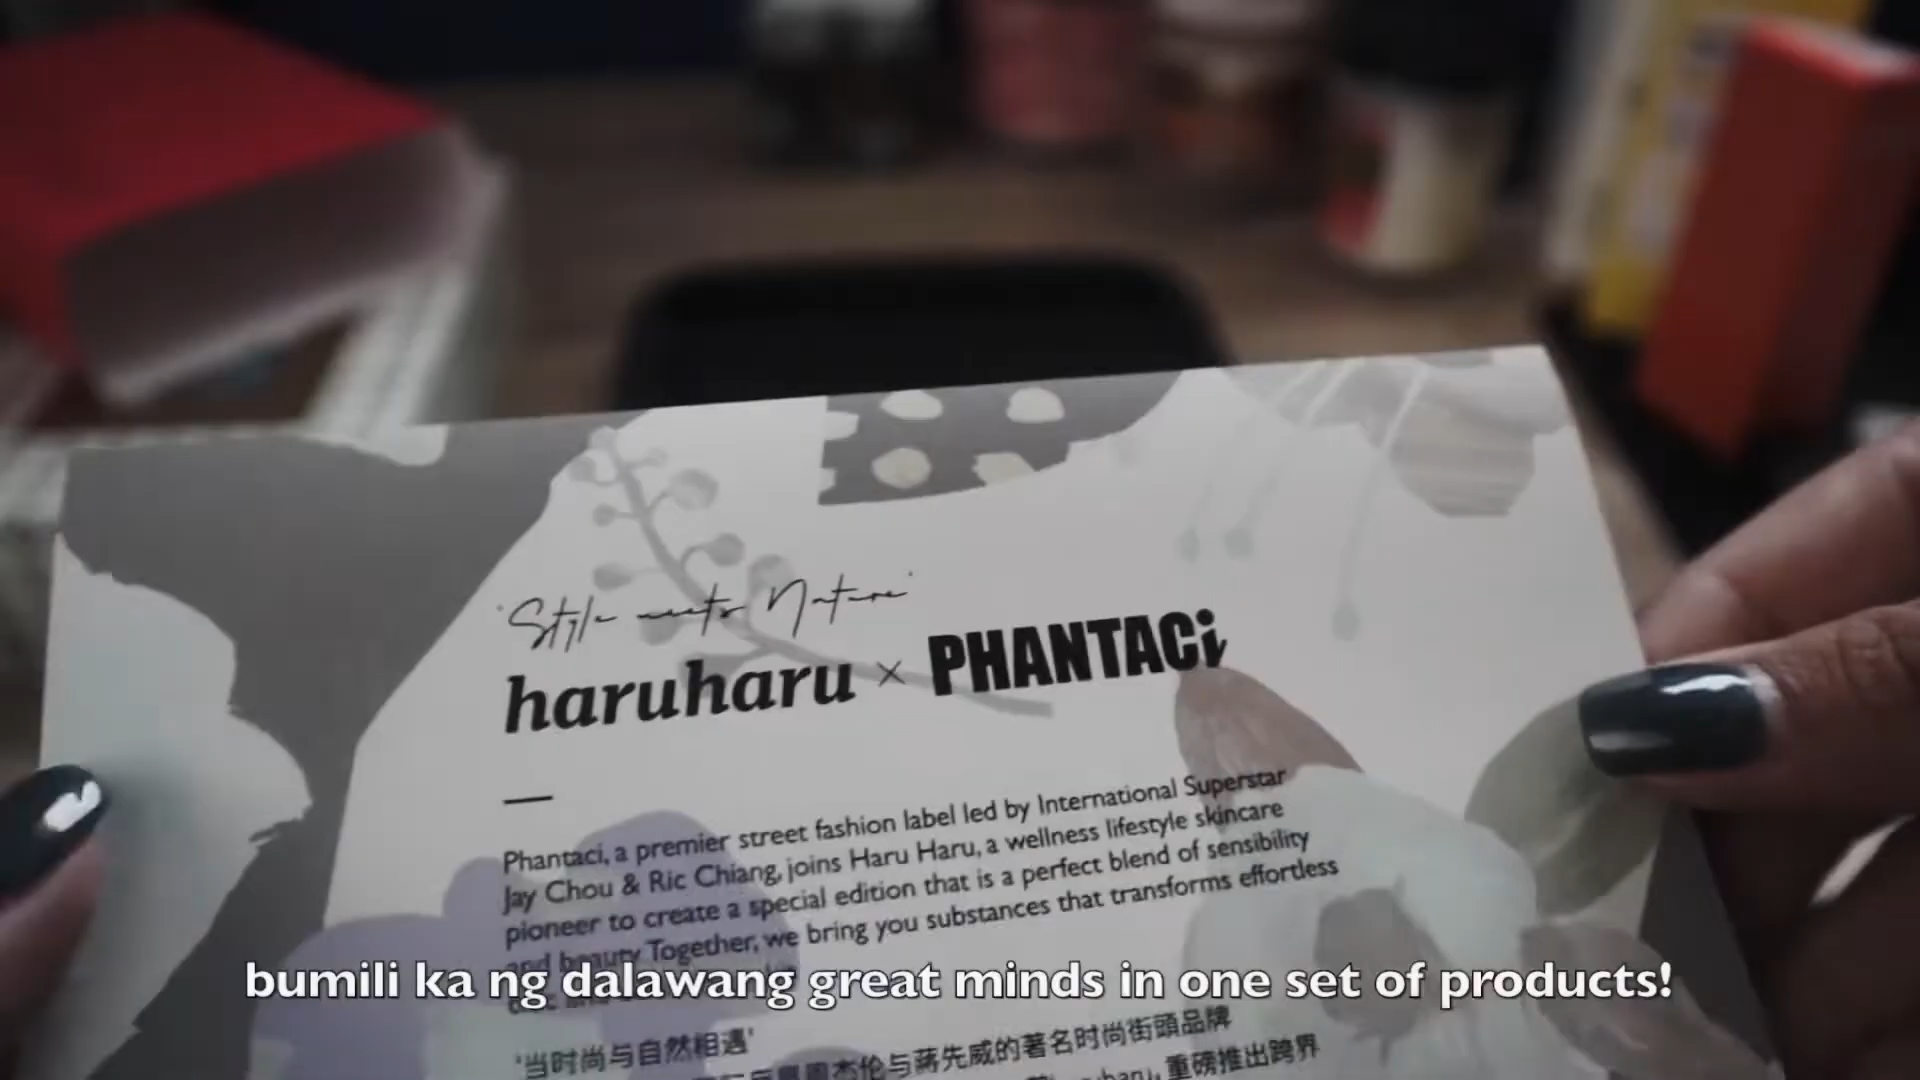 'Style meets Nature'
haruharu × PHANTACi
Phantaci, a premier street fashion label led by International Superstar
Jay Chou & Ric Chiang, joins Haru Haru, a wellness lifestyle skincare
pioneer to create a special edition that is a perfect blend of sensibility
and beauty. Together, we bring you substances that transforms effortless
bumili ka ng dalawang great minds in one set of products!
'当时尚与自然相遇'
周杰伦与蔣先威的著名时尚街頭品牌
haru, 重磅推出跨界